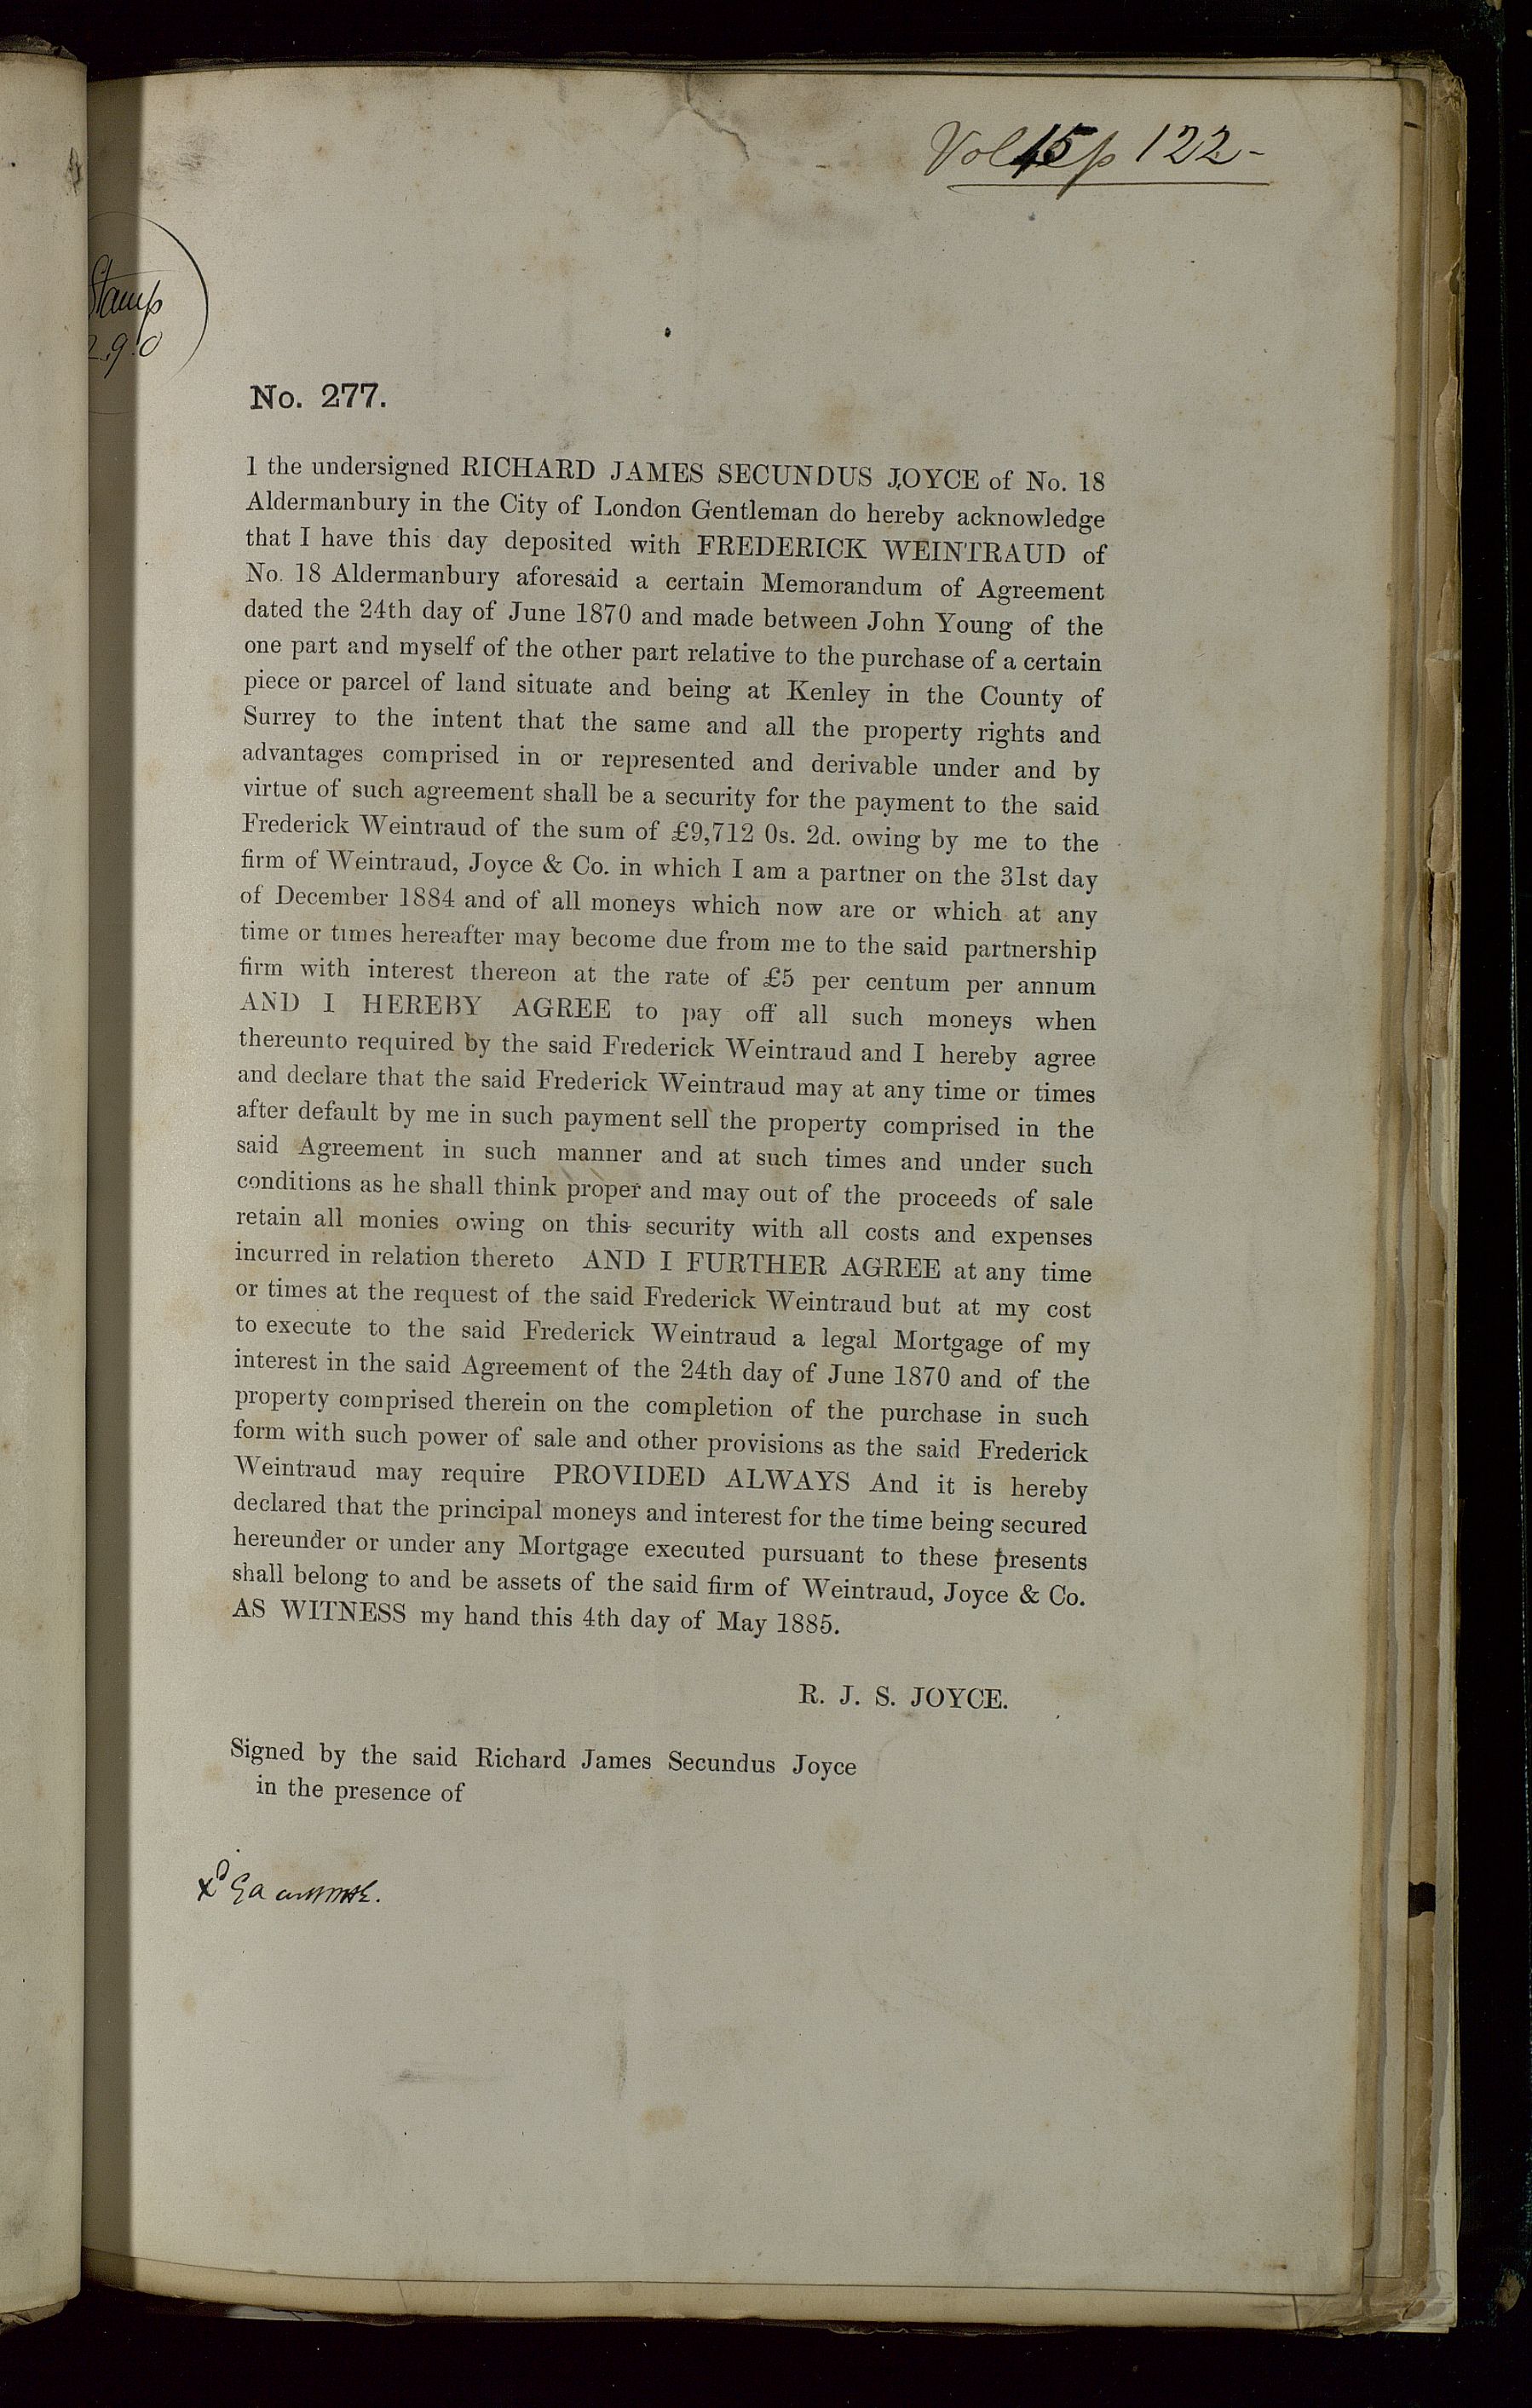 Vol 15 p 122-
Stamp
2.9.0
No. 277.
I the undersigned RICHARD JAMES SECUNDUS JOYCE of No. 18
Aldermanbury in the City of London Gentleman do hereby acknowledge
that I have this day deposited with FREDERICK WEINTRAUD of
No. 18 Aldermanbury aforesaid a certain Memorandum of Agreement
dated the 24th day of June 1870 and made between John Young of the
one part and myself of the other part relative to the purchase of a certain
piece or parcel of land situate and being at Kenley in the County of
Surrey to the intent that the same and all the property rights and
advantages comprised in or represented and derivable under and by
virtue of such agreement shall be a security for the payment to the said
Frederick Weintraud of the sum of £9,712 0s. 2d. owing by me to the
firm of Weintraud, Joyce & Co. in which I am a partner on the 31st day
of December 1884 and of all moneys which now are or which at any
time or times hereafter may become due from me to the said partnership
firm with interest thereon at the rate of £5 per centum per annum
AND I HEREBY AGREE to pay off all such moneys when
thereunto required by the said Frederick Weintraud and I hereby agree
and declare that the said Frederick Weintraud may at any time or times
after default by me in such payment sell the property comprised in the
said Agreement in such manner and at such times and under such
conditions as he shall think proper and may out of the proceeds of sale
retain all monies owing on this security with all costs and expenses
incurred in relation thereto AND I FURTHER AGREE at any time
or times at the request of the said Frederick Weintraud but at my cost
to execute to the said Frederick Weintraud a legal Mortgage of my
interest in the said Agreement of the 24th day of June 1870 and of the
property comprised therein on the completion of the purchase in such
form with such power of sale and other provisions as the said Frederick
Weintraud may require PROVIDED ALWAYS And it is hereby
declared that the principal moneys and interest for the time being secured
hereunder or under any Mortgage executed pursuant to these presents
shall belong to and be assets of the said firm of Weintraud, Joyce & Co.
AS WITNESS my hand this 4th day of May 1885.
R. J. S. JOYCE.
Signed by the said Richard James Secundus Joyce
in the presence of